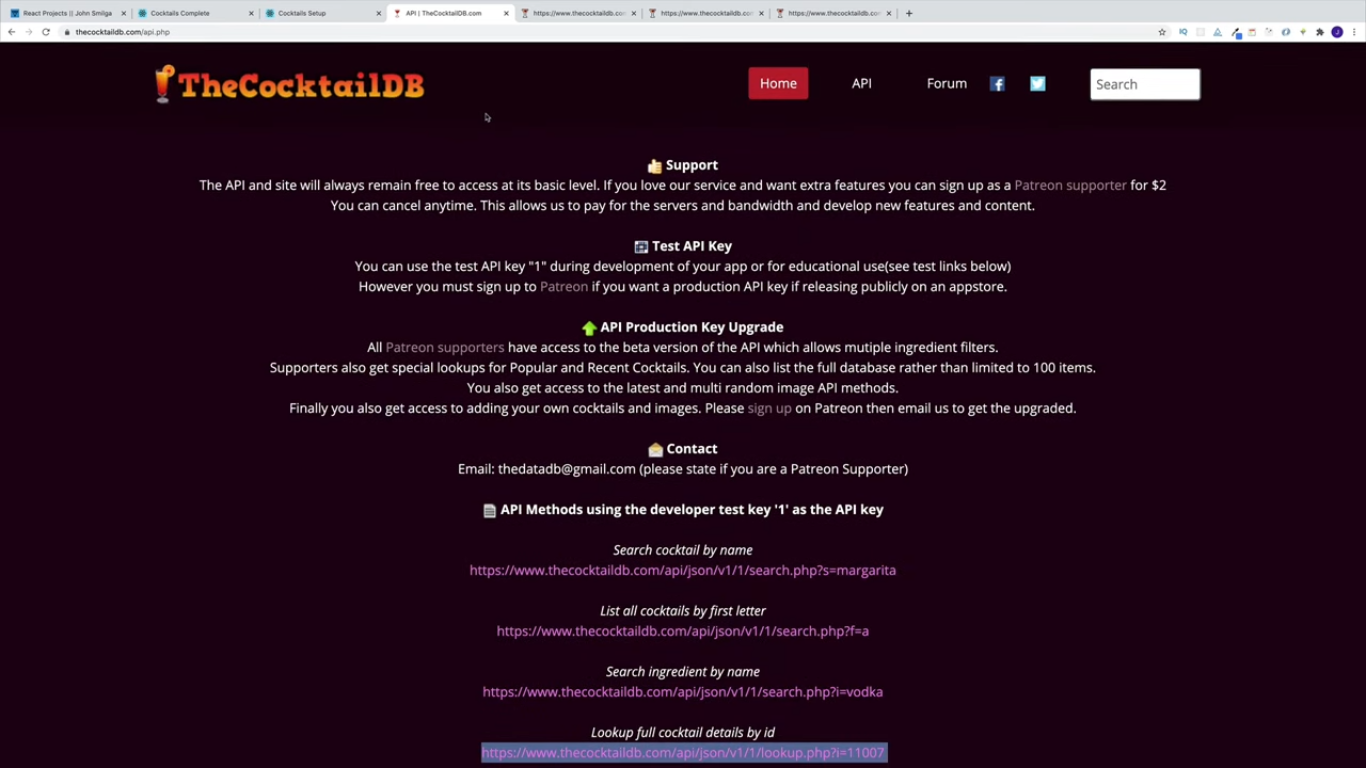 React Projects || John Smilga
Cocktails Complete
Cocktails Setup
API | TheCocktailDB.com
https://www.thecocktaildb.com
https://www.thecocktaildb.com
https://www.thecocktaildb.com
thecocktaildb.com/api.php
TheCocktailDB
Home
API
Forum
Search
Support
The API and site will always remain free to access at its basic level. If you love our service and want extra features you can sign up as a Patreon supporter for $2
You can cancel anytime. This allows us to pay for the servers and bandwidth and develop new features and content.
Test API Key
You can use the test API key "1" during development of your app or for educational use(see test links below)
However you must sign up to Patreon if you want a production API key if releasing publicly on an appstore.
API Production Key Upgrade
All Patreon supporters have access to the beta version of the API which allows mutiple ingredient filters.
Supporters also get special lookups for Popular and Recent Cocktails. You can also list the full database rather than limited to 100 items.
You also get access to the latest and multi random image API methods.
Finally you also get access to adding your own cocktails and images. Please sign up on Patreon then email us to get the upgraded.
Contact
Email: thedatadb@gmail.com (please state if you are a Patreon Supporter)
API Methods using the developer test key '1' as the API key
Search cocktail by name
https://www.thecocktaildb.com/api/json/v1/1/search.php?s=margarita
List all cocktails by first letter
https://www.thecocktaildb.com/api/json/v1/1/search.php?f=a
Search ingredient by name
https://www.thecocktaildb.com/api/json/v1/1/search.php?i=vodka
Lookup full cocktail details by id
https://www.thecocktaildb.com/api/json/v1/1/lookup.php?i=11007